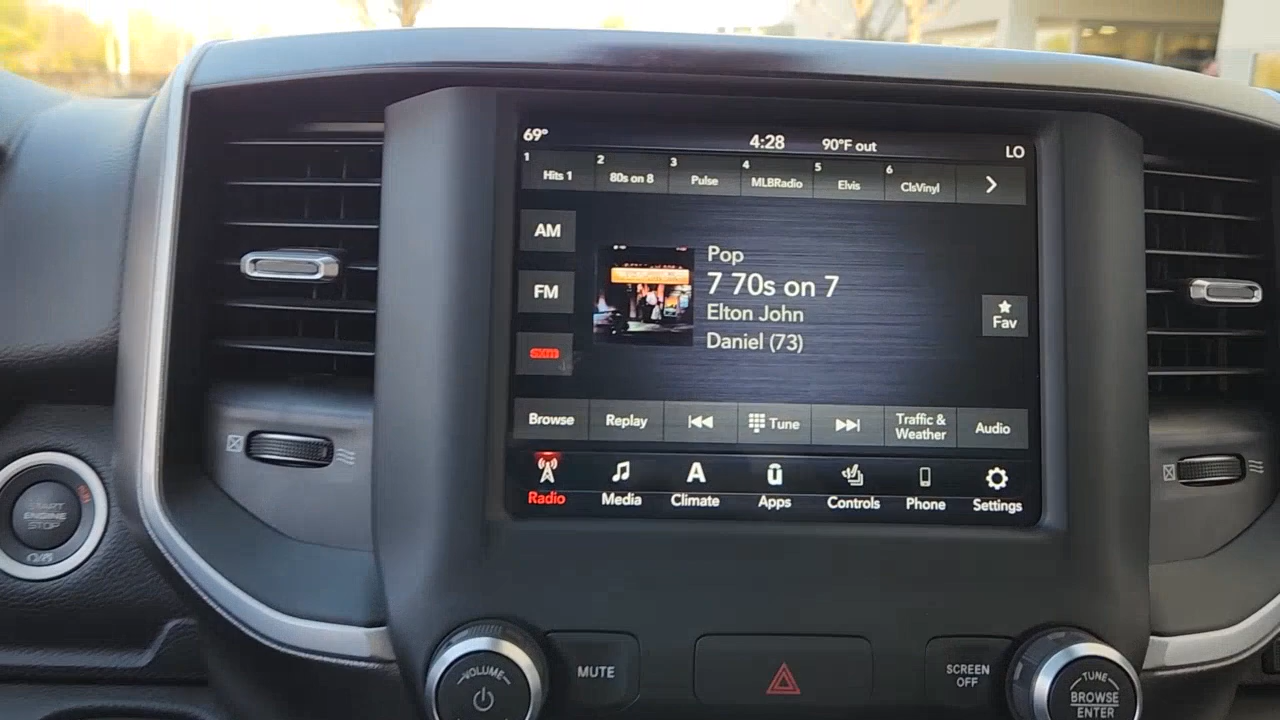 69°
4:28
90°F out
LO
1 Hits 1
2 80s on 8
3 Pulse
4 MLBRadio
5 Elvis
6 ClsVinyl
AM
Pop
7 70s on 7
FM
Elton John
Daniel (73)
Fav
Browse
Replay
Tune
Traffic & Weather
Audio
Radio
Media
A
Climate
Apps
Controls
Phone
Settings
START
ENGINE
STOP
VOLUME
MUTE
SCREEN
OFF
TUNE
BROWSE
ENTER